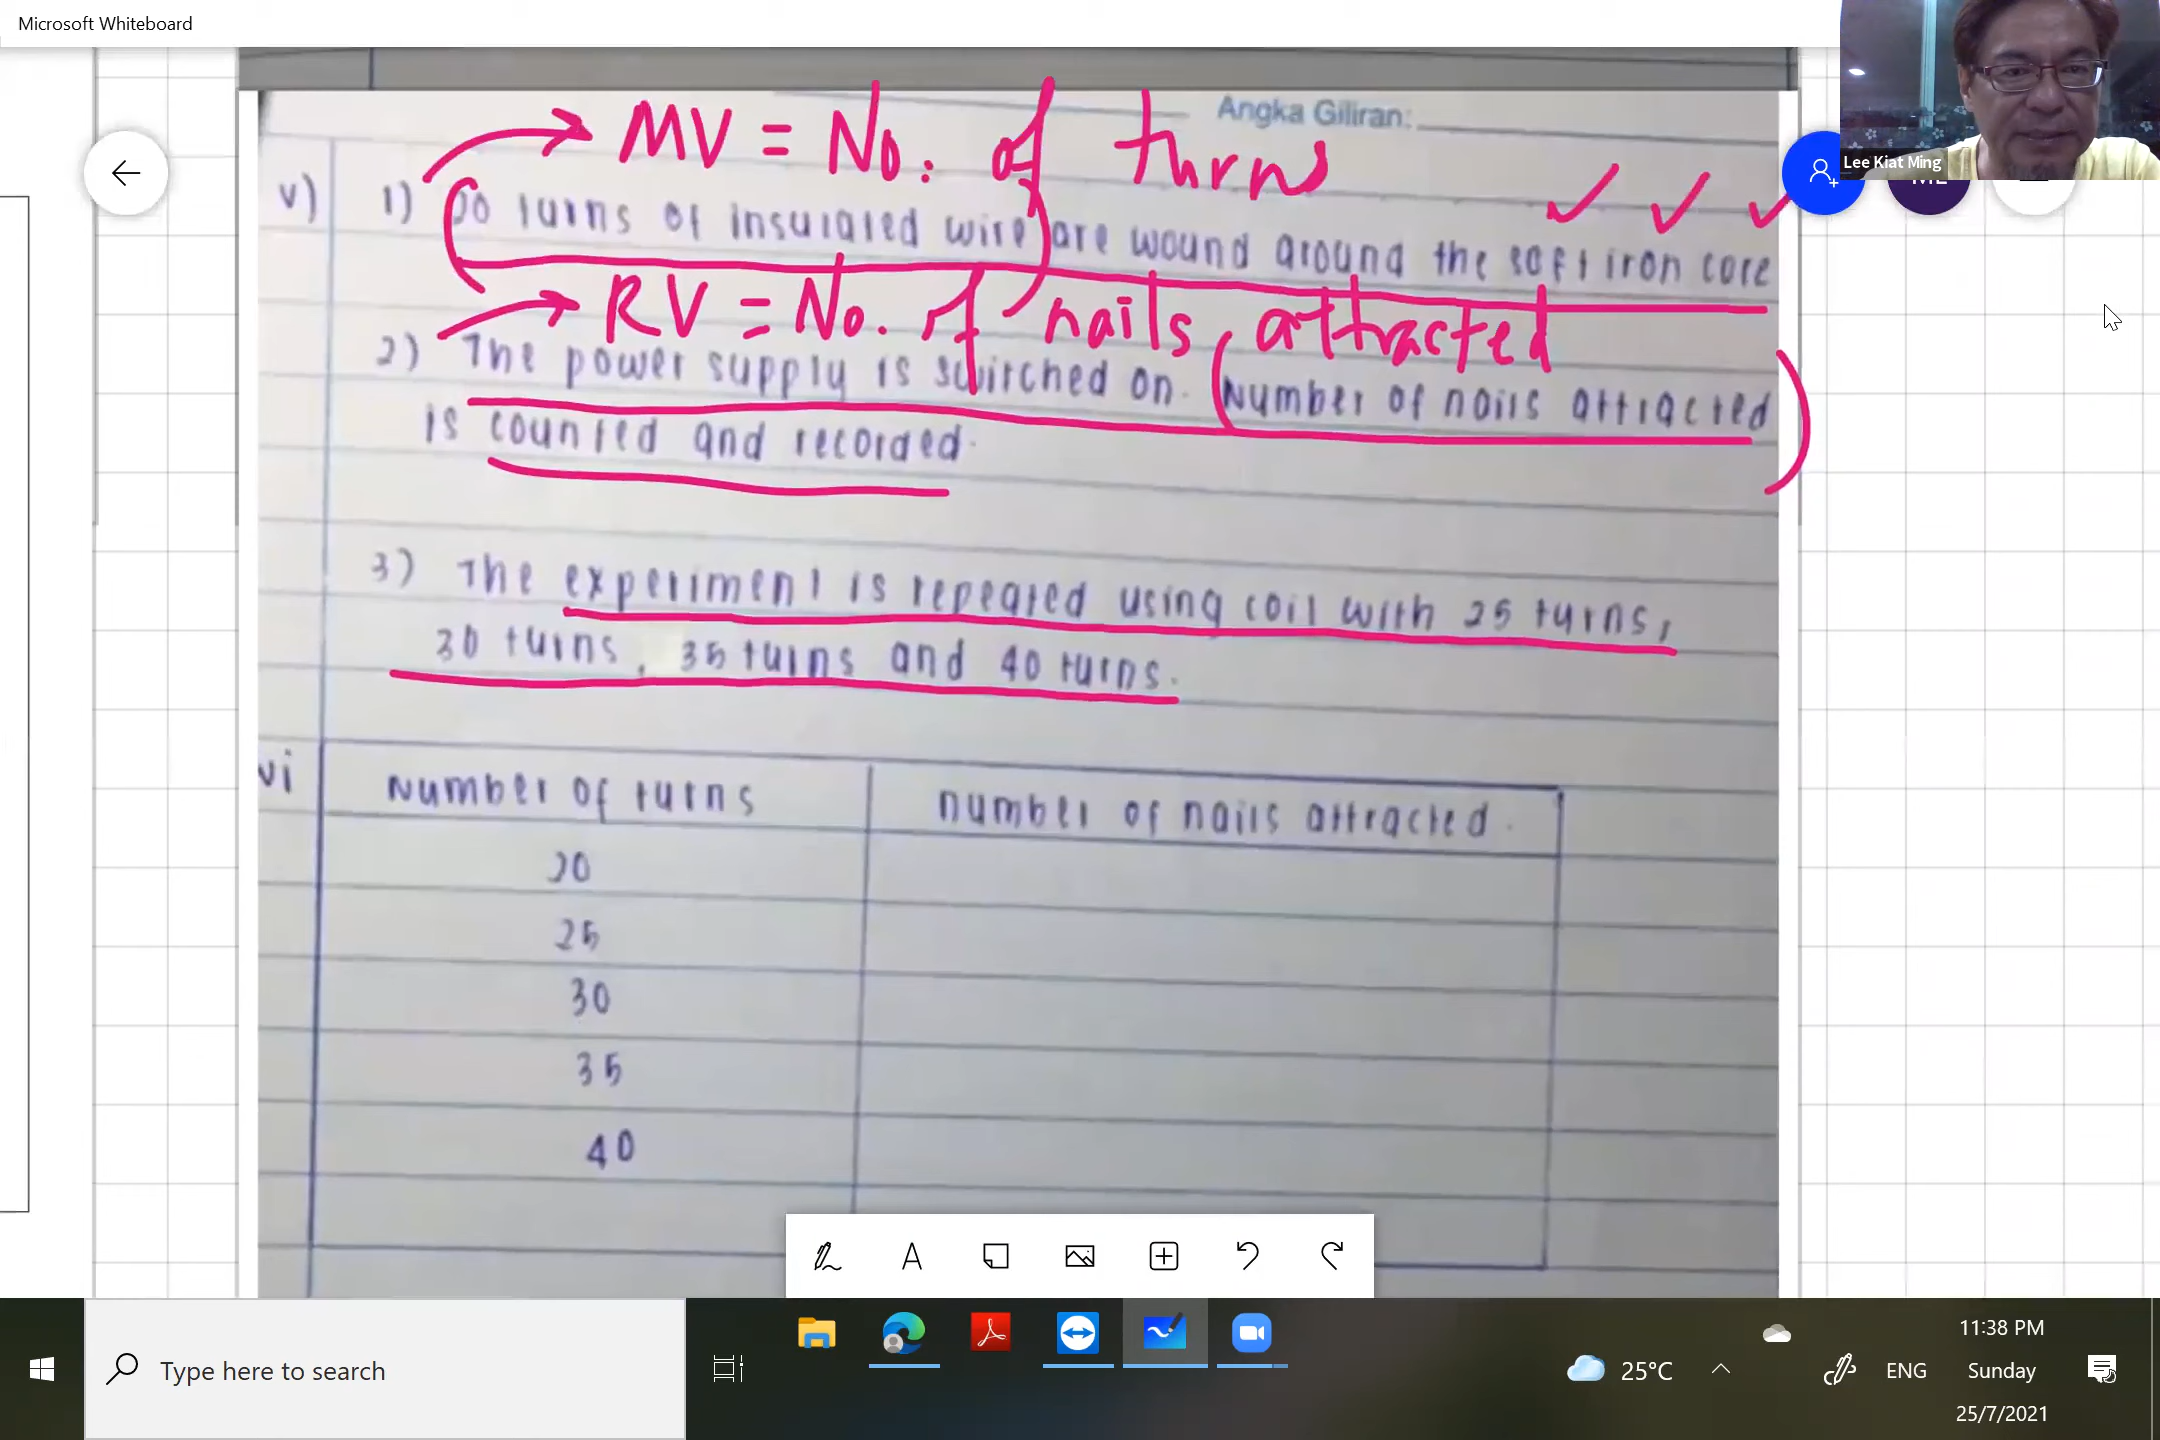 Microsoft Whiteboard
Angka Giliran:
MV = No. of turns
Lee Kiat Ming
v) 1) 20 turns of insulated wire are wound around the soft iron core
RV = No. of nails attracted
2) The power supply is switched on. Number of nails attracted
is counted and recorded.
3) The experiment is repeated using coil with 25 turns,
30 turns, 35 turns and 40 turns.
vi Number of turns number of nails attracted.
20
25
30
35
40
A
Type here to search
25°C
ENG
11:38 PM
Sunday
25/7/2021